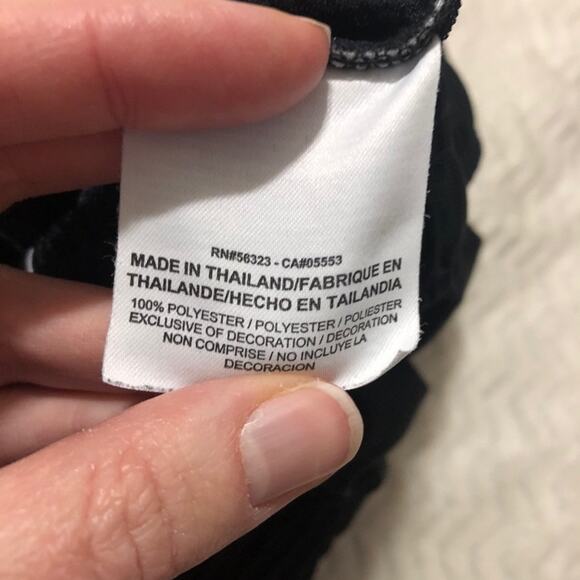 RN#56323 - CA#05553
MADE IN THAILAND/FABRIQUE EN
THAILANDE/HECHO EN TAILANDIA
100% POLYESTER / POLYESTER / POLIESTER
EXCLUSIVE OF DECORATION / DECORATION
NON COMPRISE / NO INCLUYE LA
DECORACION